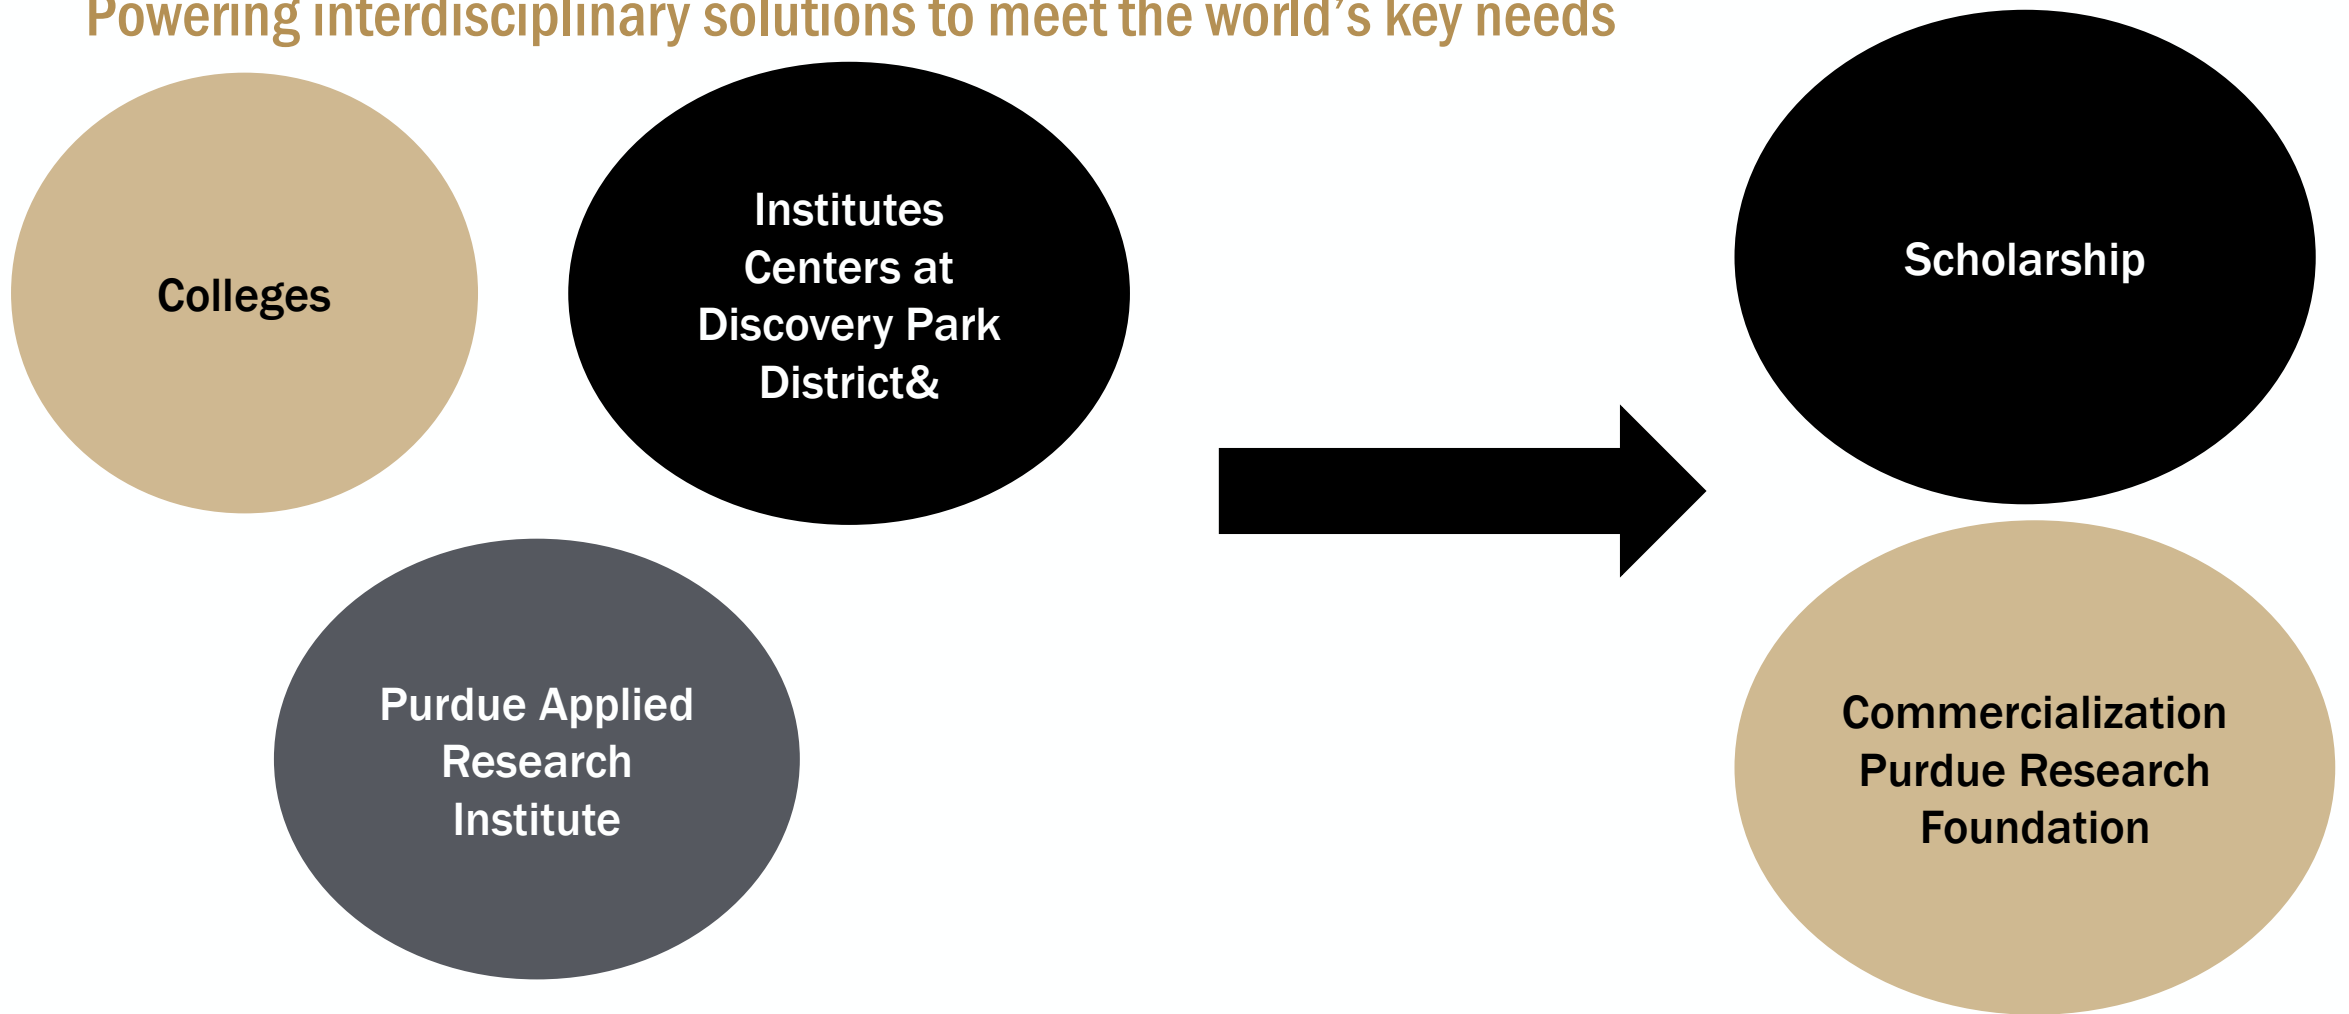 Powering interdisciplinary solutions to meet the world's key needs
Colleges
Institutes
Centers at
Discovery Park
District&
Purdue Applied
Research
Institute
Scholarship
Commercialization
Purdue Research
Foundation